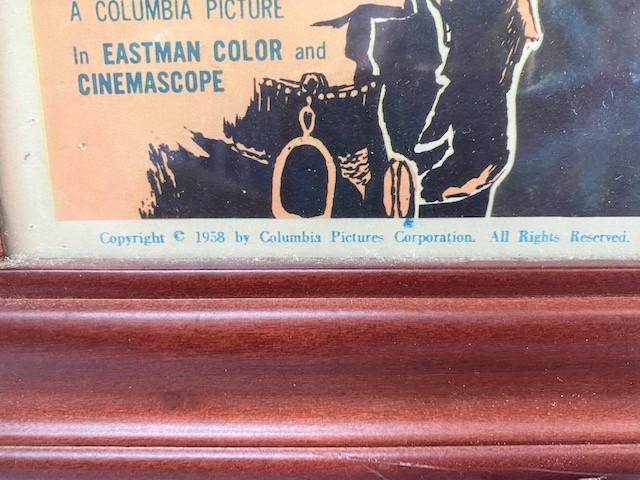 A COLUMBIA PICTURE
In EASTMAN COLOR and
CINEMASCOPE
Copyright © 1958 by Columbia Pictures Corporation. All Rights Reserved.